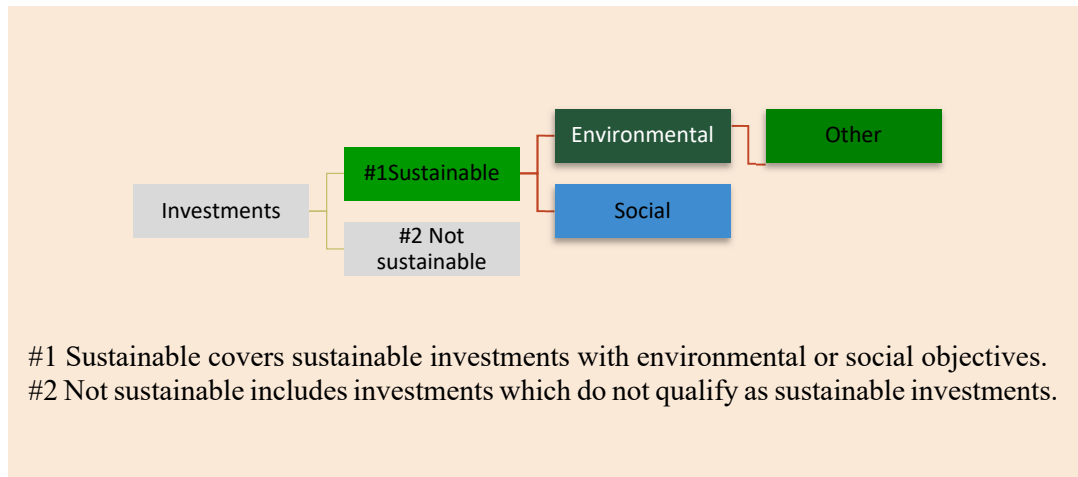 Environmental
Other
#1Sustainable
Investments
Social
#2 Not
sustainable
#1 Sustainable covers sustainable investments with environmental or social objectives.
#2 Not sustainable includes investments which do not qualify as sustainable investments.